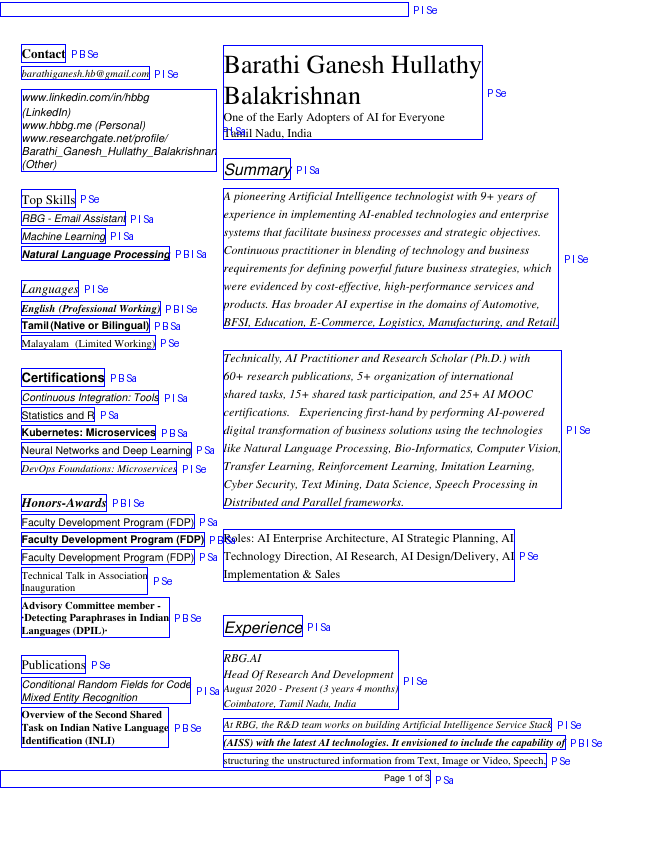 P I Se
Contact P B Se
barathiganesh.hb@gmail.com P I Se
www.linkedin.com/in/hbbg
(LinkedIn)
www.hbbg.me (Personal)
www.researchgate.net/profile/
Barathi_Ganesh_Hullathy_Balakrishnan
(Other)
Top Skills P Se
RBG - Email Assistant P I Sa
Machine Learning P I Sa
Natural Language Processing P B I Sa
Languages P I Se
English (Professional Working) P B I Se
Tamil (Native or Bilingual) P B Sa
Malayalam (Limited Working) P Se
Certifications P B Sa
Continuous Integration: Tools P I Sa
Statistics and R P Sa
Kubernetes: Microservices P B Sa
Neural Networks and Deep Learning P Sa
DevOps Foundations: Microservices P I Se
Honors-Awards P B I Se
Faculty Development Program (FDP) P Sa
Faculty Development Program (FDP) P B Sa
Faculty Development Program (FDP) P Sa
Technical Talk in Association
Inauguration
P Se
Advisory Committee member -
·Detecting Paraphrases in Indian
Languages (DPIL)·
P B Se
Publications P Se
Conditional Random Fields for Code
Mixed Entity Recognition
P I Sa
Overview of the Second Shared
Task on Indian Native Language
Identification (INLI)
P B Se
Barathi Ganesh Hullathy
Balakrishnan
One of the Early Adopters of AI for Everyone
Tamil Nadu, India
P Se
Summary P I Sa
A pioneering Artificial Intelligence technologist with 9+ years of
experience in implementing AI-enabled technologies and enterprise
systems that facilitate business processes and strategic objectives.
Continuous practitioner in blending of technology and business
requirements for defining powerful future business strategies, which
were evidenced by cost-effective, high-performance services and
products. Has broader AI expertise in the domains of Automotive,
BFSI, Education, E-Commerce, Logistics, Manufacturing, and Retail.
P I Se
Technically, AI Practitioner and Research Scholar (Ph.D.) with
60+ research publications, 5+ organization of international
shared tasks, 15+ shared task participation, and 25+ AI MOOC
certifications. Experiencing first-hand by performing AI-powered
digital transformation of business solutions using the technologies
like Natural Language Processing, Bio-Informatics, Computer Vision,
Transfer Learning, Reinforcement Learning, Imitation Learning,
Cyber Security, Text Mining, Data Science, Speech Processing in
Distributed and Parallel frameworks.
P I Se
Roles: AI Enterprise Architecture, AI Strategic Planning, AI
Technology Direction, AI Research, AI Design/Delivery, AI
Implementation & Sales
P Se
Experience P I Sa
RBG.AI
Head Of Research And Development
August 2020 - Present (3 years 4 months)
Coimbatore, Tamil Nadu, India
P I Se
At RBG, the R&D team works on building Artificial Intelligence Service Stack P I Se
(AISS) with the latest AI technologies. It envisioned to include the capability of P B I Se
structuring the unstructured information from Text, Image or Video, Speech, P Se
Page 1 of 3 P Sa